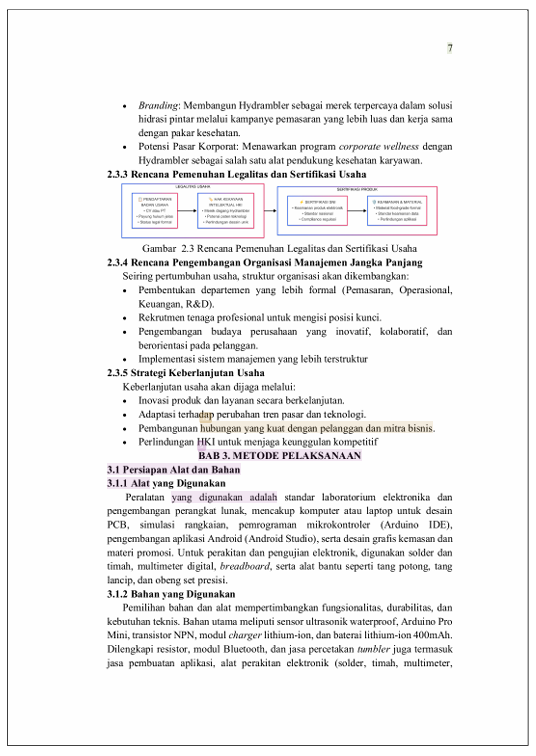 7
• Branding: Membangun Hydrambler sebagai merek terpercaya dalam solusi
hidrasi pintar melalui kampanye pemasaran yang lebih luas dan kerja sama
dengan pakar kesehatan.
• Potensi Pasar Korporat: Menawarkan program corporate wellness dengan
Hydrambler sebagai salah satu alat pendukung kesehatan karyawan.
2.3.3 Rencana Pemenuhan Legalitas dan Sertifikasi Usaha
LEGALITAS USAHA
PENDAFTARAN
BADAN USAHA
• CV atau PT
• Payung hukum jelas
• Status legal formal
HAK KEKAYAAN
INTELEKTUAL HKI
• Merek dagang Hydrambler
• Potensi paten teknologi
• Perlindungan desain unik
SERTIFIKASI PRODUK
SERTIFIKASI SNI
• Keamanan produk elektronik
• Standar nasional
• Compliance regulasi
KEAMANAN & MATERIAL
• Material food grade tumbler
• Standar keamanan data
• Perlindungan aplikasi
Gambar 2.3 Rencana Pemenuhan Legalitas dan Sertifikasi Usaha
2.3.4 Rencana Pengembangan Organisasi Manajemen Jangka Panjang
Seiring pertumbuhan usaha, struktur organisasi akan dikembangkan:
• Pembentukan departemen yang lebih formal (Pemasaran, Operasional,
Keuangan, R&D).
• Rekrutmen tenaga profesional untuk mengisi posisi kunci.
• Pengembangan budaya perusahaan yang inovatif, kolaboratif, dan
berorientasi pada pelanggan.
• Implementasi sistem manajemen yang lebih terstruktur
2.3.5 Strategi Keberlanjutan Usaha
Keberlanjutan usaha akan dijaga melalui:
• Inovasi produk dan layanan secara berkelanjutan.
• Adaptasi terhadap perubahan tren pasar dan teknologi.
• Pembangunan hubungan yang kuat dengan pelanggan dan mitra bisnis.
• Perlindungan HKI untuk menjaga keunggulan kompetitif
BAB 3. METODE PELAKSANAAN
3.1 Persiapan Alat dan Bahan
3.1.1 Alat yang Digunakan
Peralatan yang digunakan adalah standar laboratorium elektronika dan
pengembangan perangkat lunak, mencakup komputer atau laptop untuk desain
PCB, simulasi rangkaian, pemrograman mikrokontroler (Arduino IDE),
pengembangan aplikasi Android (Android Studio), serta desain grafis kemasan dan
materi promosi. Untuk perakitan dan pengujian elektronik, digunakan solder dan
timah, multimeter digital, breadboard, serta alat bantu seperti tang potong, tang
lancip, dan obeng set presisi.
3.1.2 Bahan yang Digunakan
Pemilihan bahan dan alat mempertimbangkan fungsionalitas, durabilitas, dan
kebutuhan teknis. Bahan utama meliputi sensor ultrasonik waterproof, Arduino Pro
Mini, transistor NPN, modul charger lithium-ion, dan baterai lithium-ion 400mAh.
Dilengkapi resistor, modul Bluetooth, dan jasa percetakan tumbler juga termasuk
jasa pembuatan aplikasi, alat perakitan elektronik (solder, timah, multimeter,